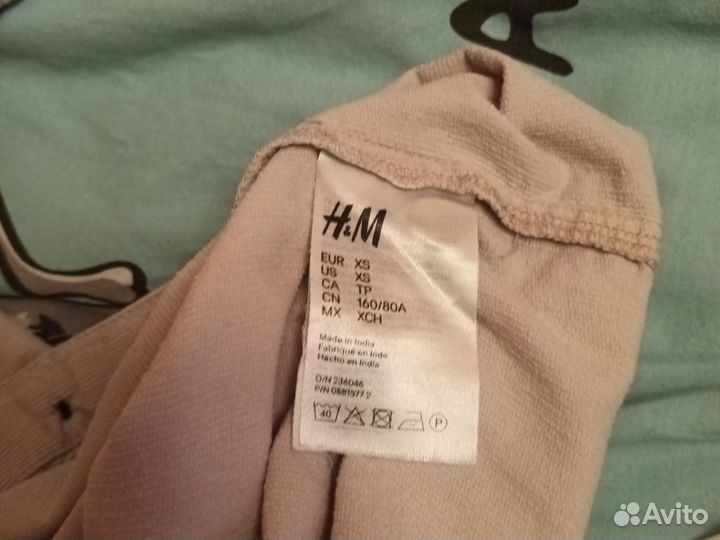 A
H&M
EUR XS
US XS
CA TP
CN 160/80A
MX XCH
Made in India
Fabriqué en Inde
Hecho en India
O/N 236046
P/N 0681577 2
40
P
Avito